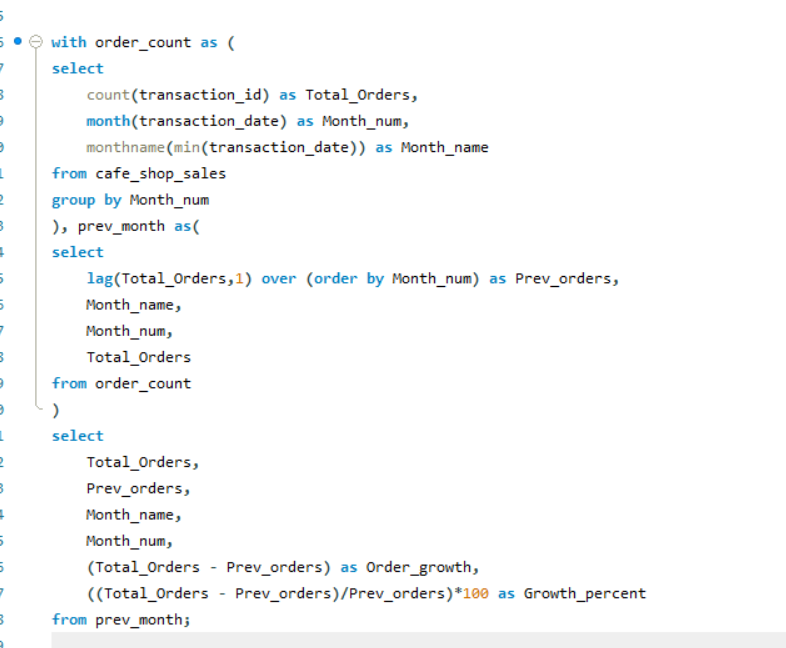 with order_count as (
select
count(transaction_id) as Total_Orders,
month(transaction_date) as Month_num,
monthname(min(transaction_date)) as Month_name
from cafe_shop_sales
group by Month_num
), prev_month as(
select
lag(Total_Orders,1) over (order by Month_num) as Prev_orders,
Month_name,
Month_num,
Total_Orders
from order_count
)
select
Total_Orders,
Prev_orders,
Month_name,
Month_num,
(Total_Orders - Prev_orders) as Order_growth,
((Total_Orders - Prev_orders)/Prev_orders)*100 as Growth_percent
from prev_month;